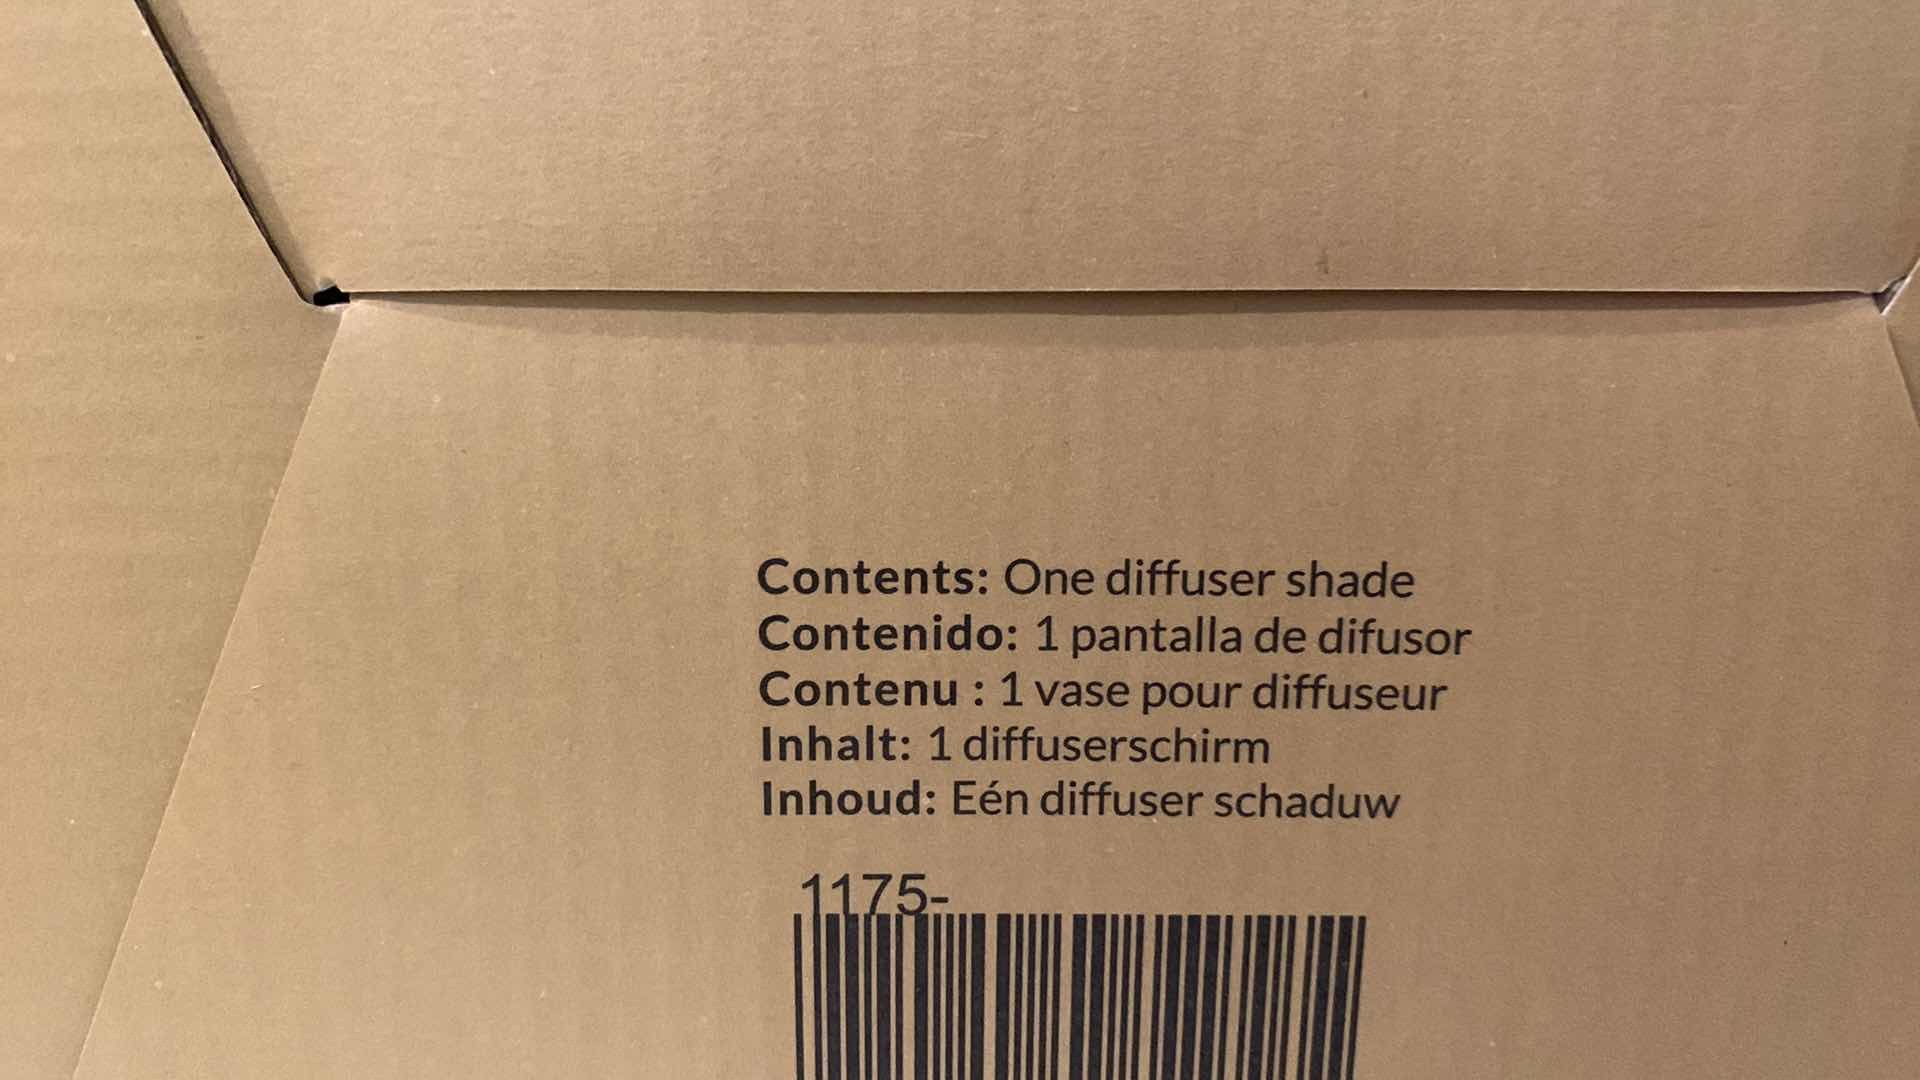 Contents: One diffuser shade
Contenido: 1 pantalla de difusor
Contenu : 1 vase pour diffuseur
Inhalt: 1 diffuserschirm
Inhoud: Eén diffuser schaduw
1175-